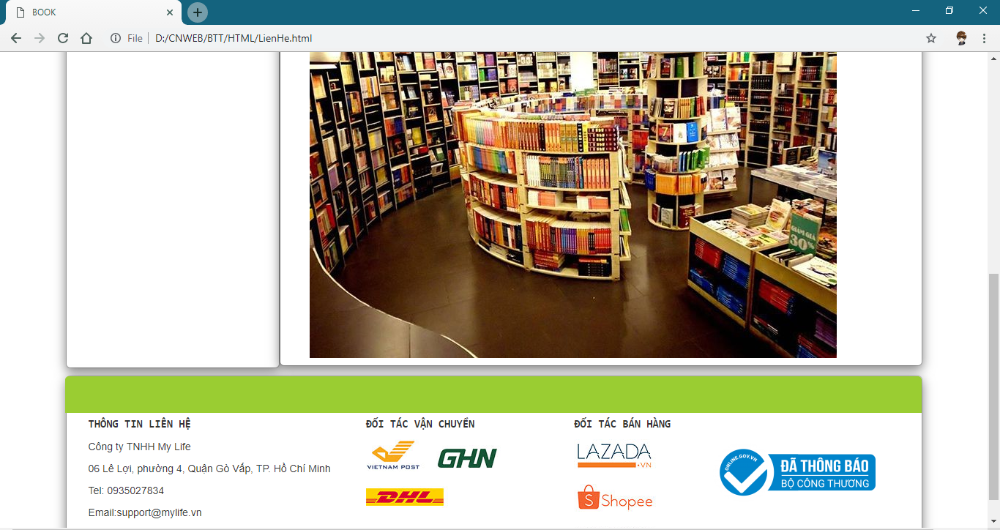 BOOK
File
D:/CNWEB/BTT/HTML/LienHe.html
GIẢM GIÁ
30%
THÔNG TIN LIÊN HỆ
Công ty TNHH My Life
06 Lê Lợi, phường 4, Quận Gò Vấp, TP. Hồ Chí Minh
Tel: 0935027834
Email:support@mylife.vn
ĐỐI TÁC VẬN CHUYỂN
VIETNAM POST
GHN
DHL
ĐỐI TÁC BÁN HÀNG
LAZADA
.VN
S Shopee
ONLINE.GOV.VN
ĐÃ THÔNG BÁO
BỘ CÔNG THƯƠNG